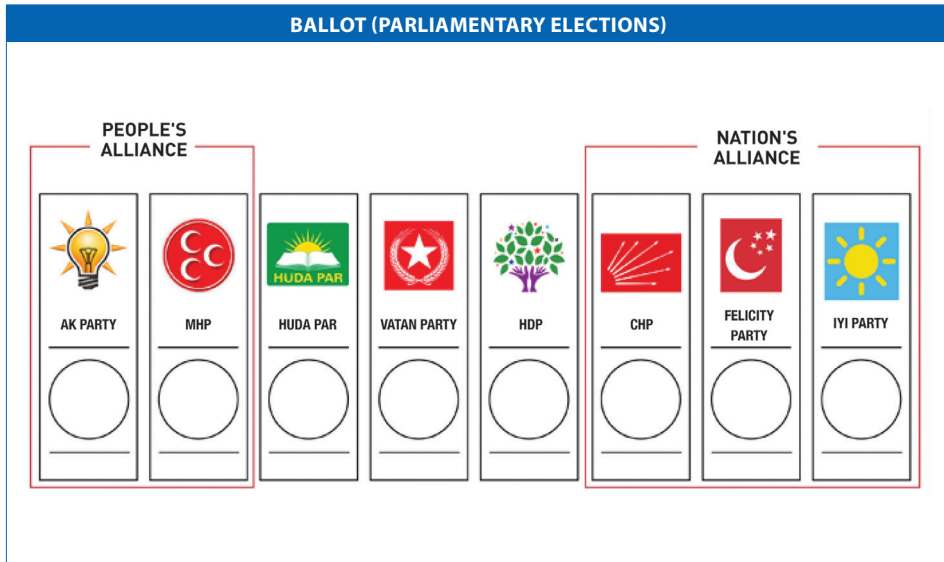 BALLOT (PARLIAMENTARY ELECTIONS)
PEOPLE'S
ALLIANCE
NATION'S
ALLIANCE
HUDA PAR
AK PARTY
MHP
HUDA PAR
VATAN PARTY
HDP
CHP
FELICITY
PARTY
IYI PARTY